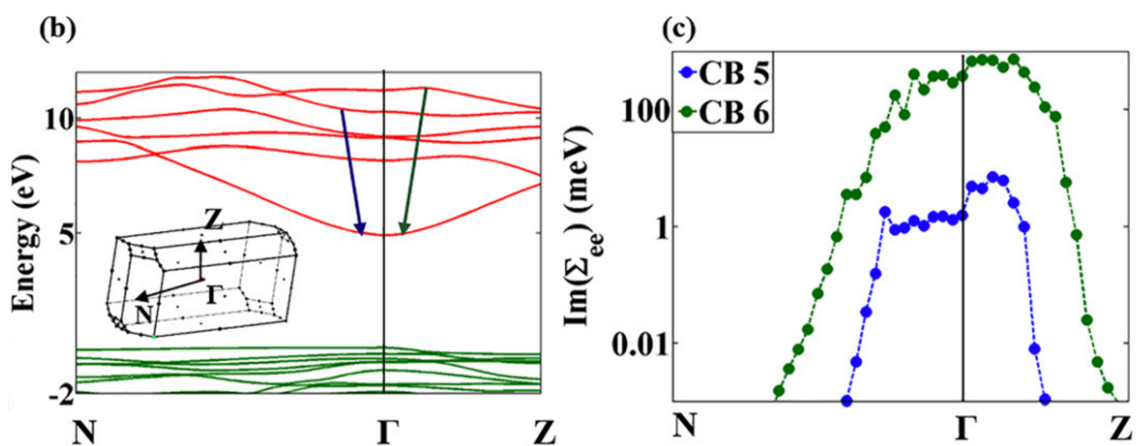 (b)
Energy (eV)
10
5
-2
Z
Γ
N
N
Γ
Z
(c)
CB 5
CB 6
Im(Σee) (meV)
100
1
0.01
N
Γ
Z